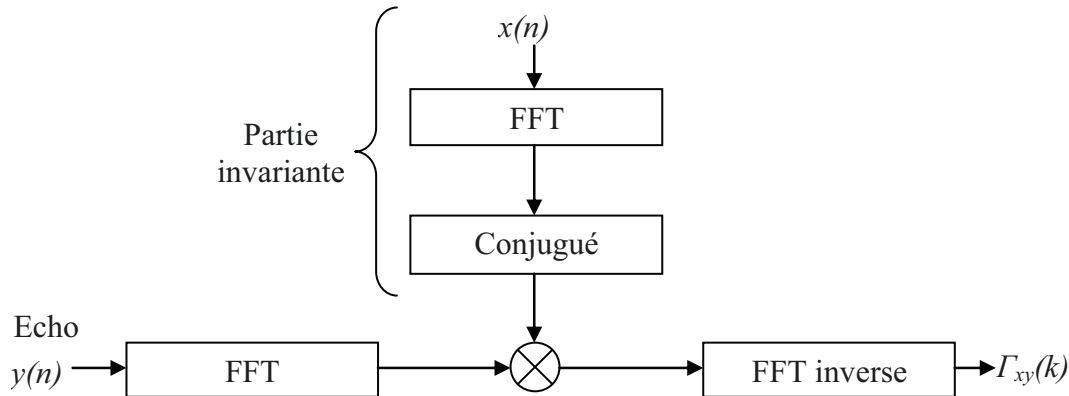 x(n)
FFT
Partie
invariante
Conjugué
Echo
y(n)
FFT
FFT inverse
Γxy(k)